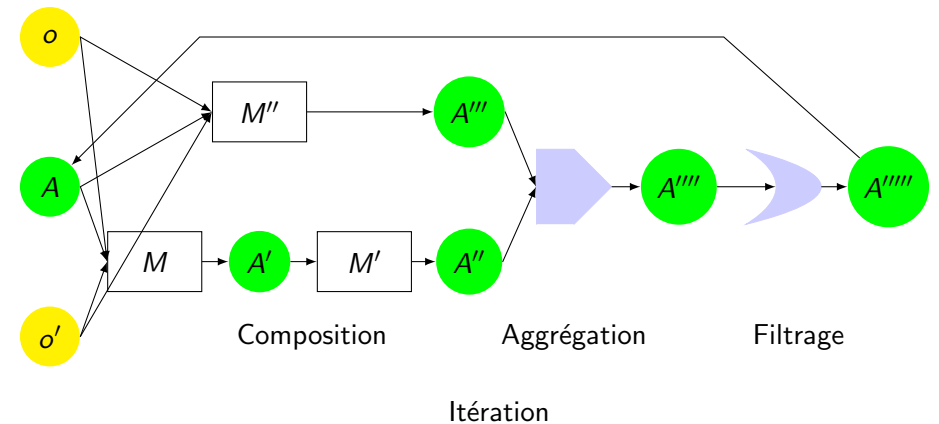 o
M″ A‴
A A⁗ A‴″
M A′ M′ A″
o′ Composition Aggrégation Filtrage
Itération